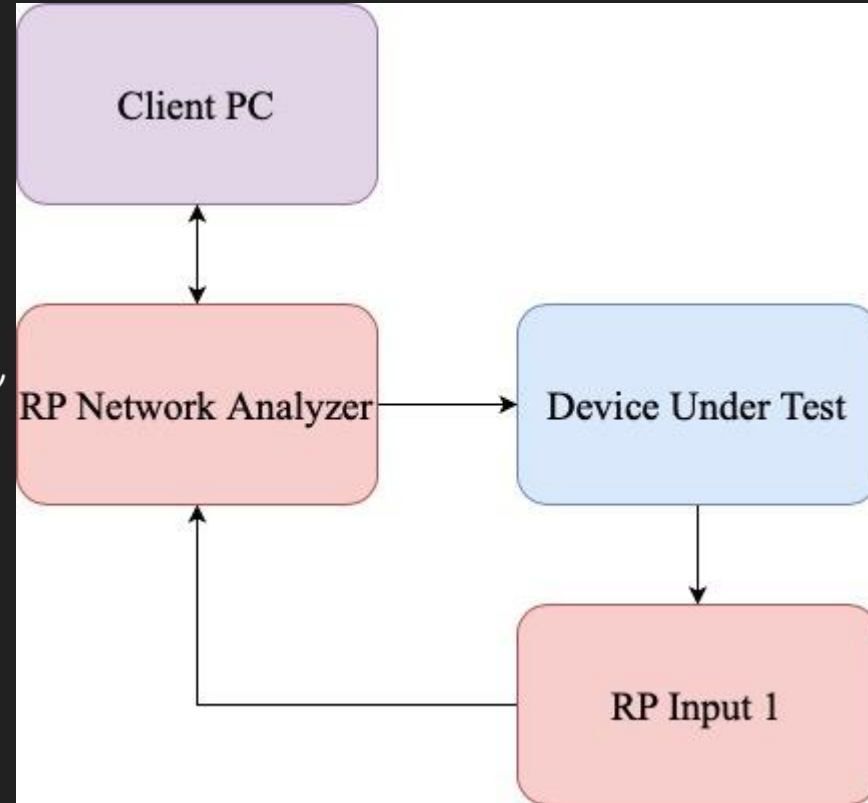 Client PC
RP Network Analyzer
Device Under Test
RP Input 1